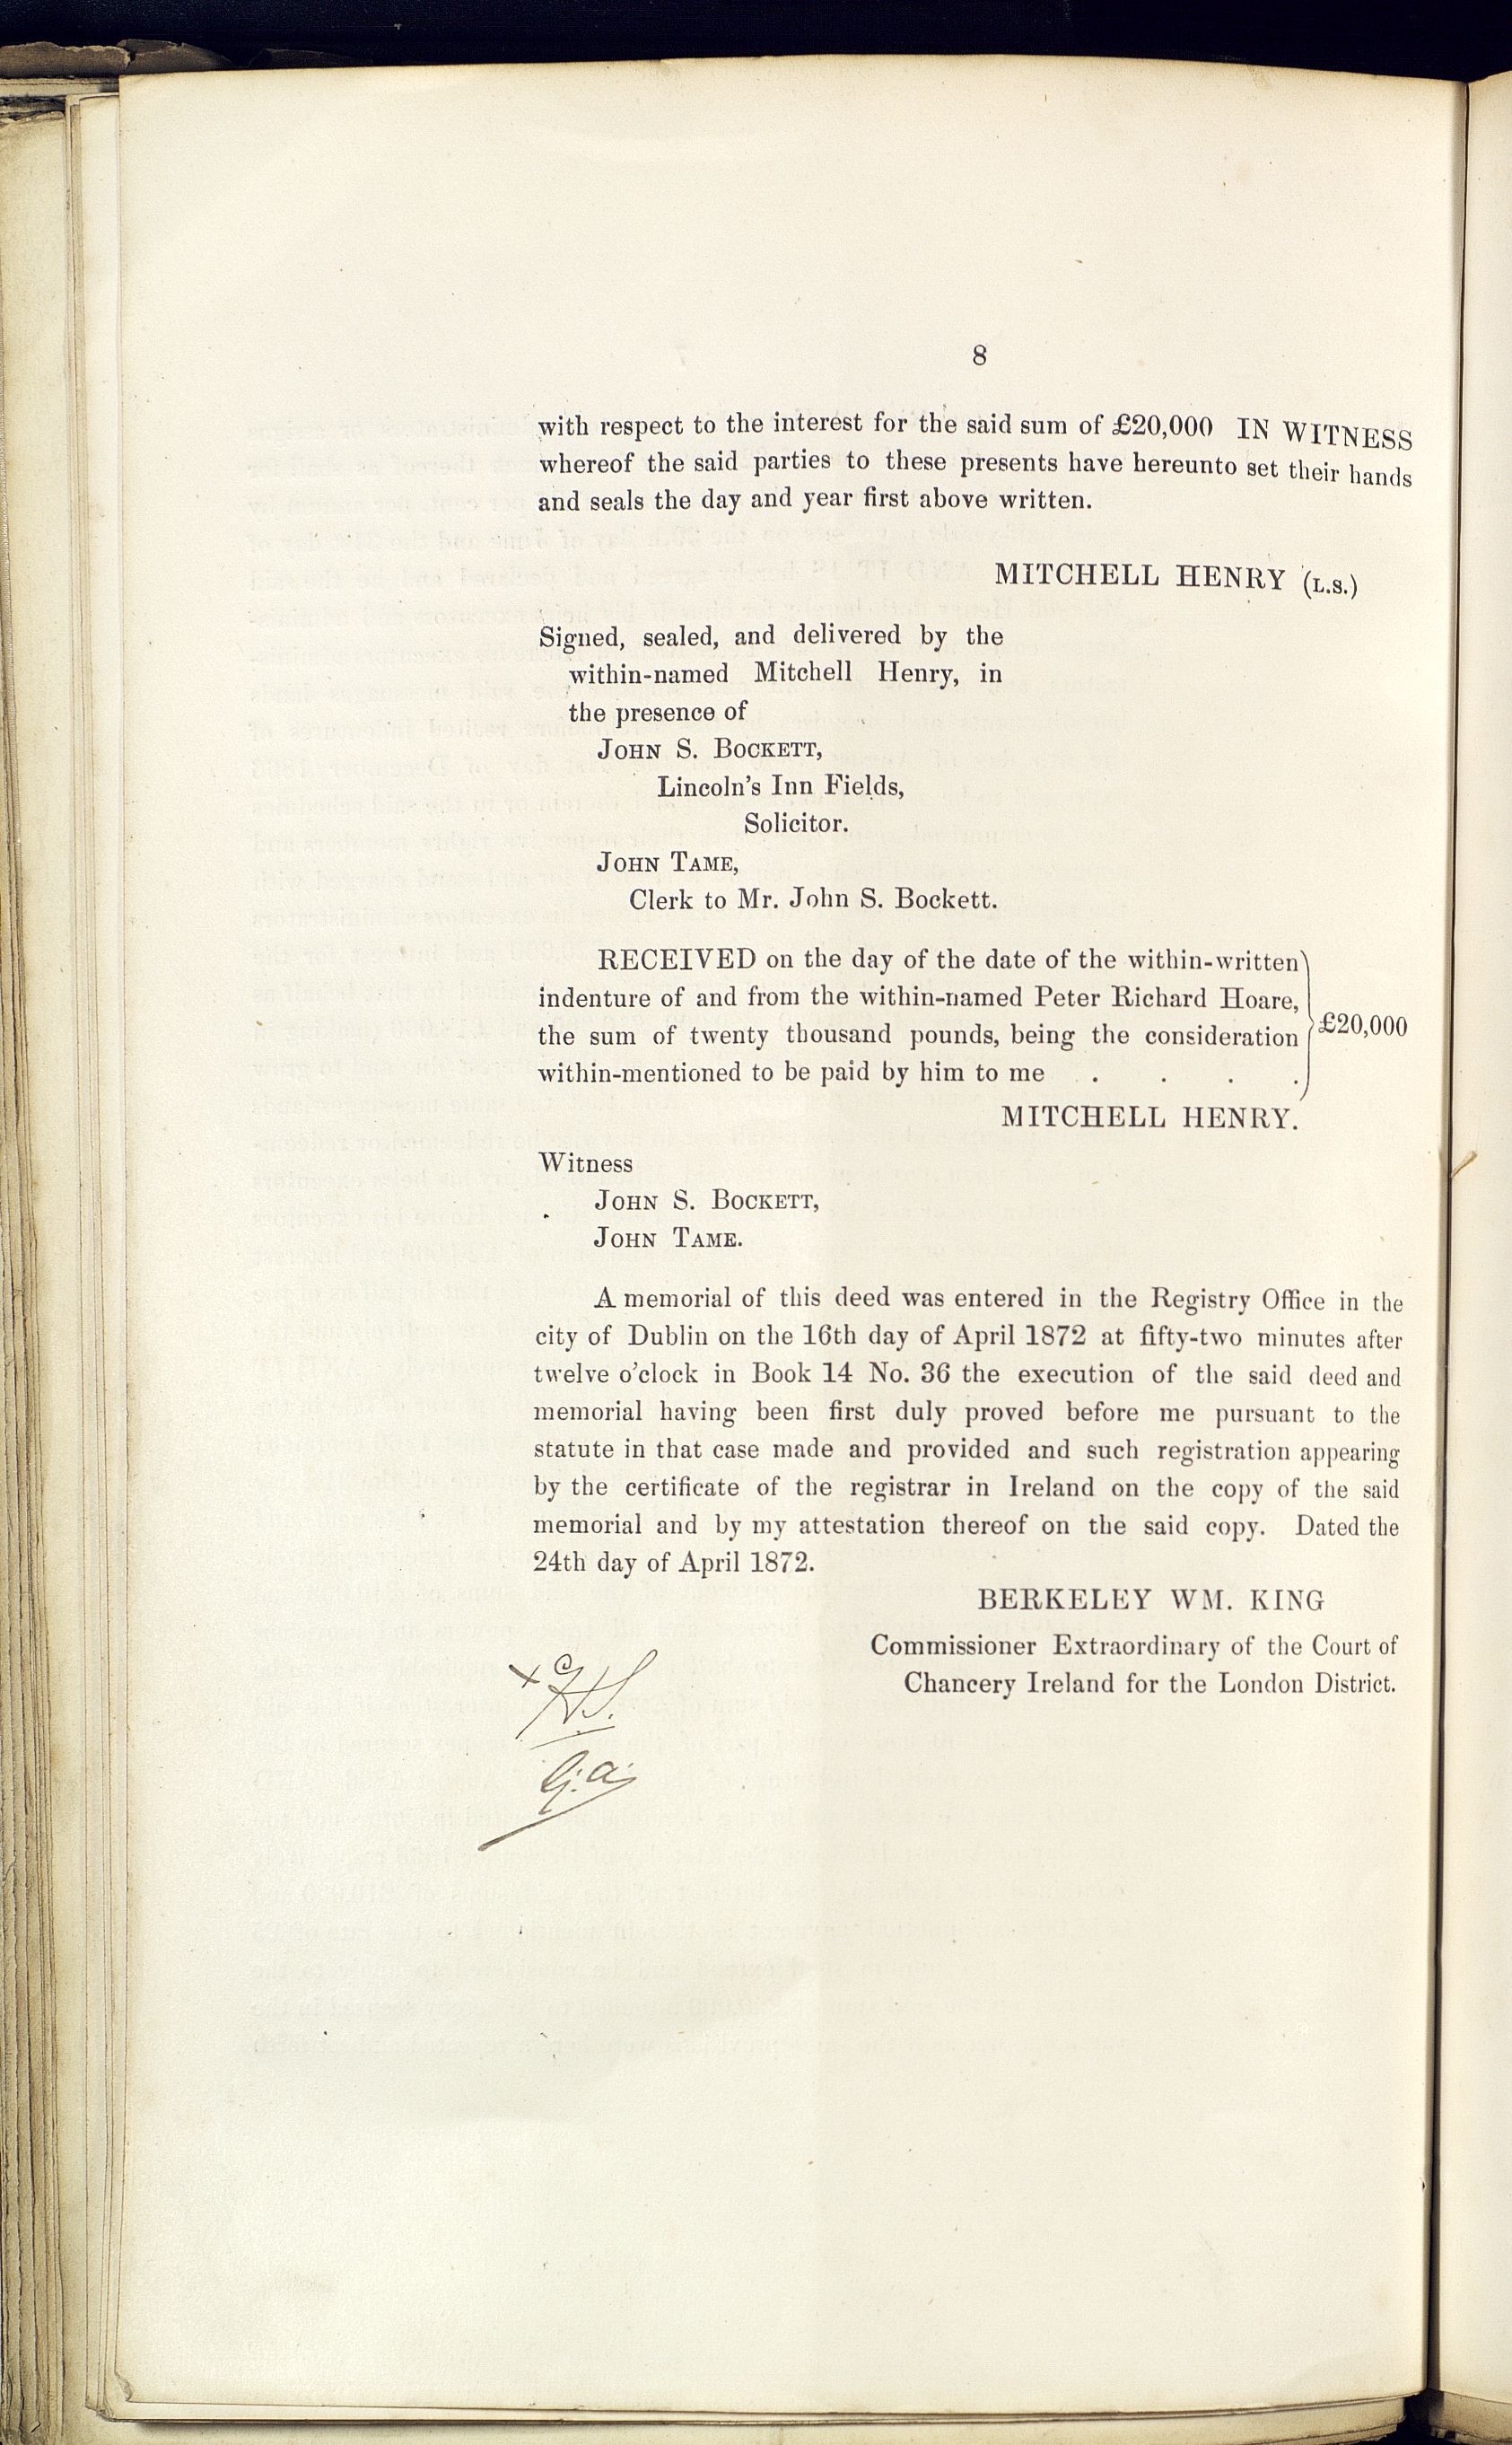 8
with respect to the interest for the said sum of £20,000 IN WITNESS
whereof the said parties to these presents have hereunto set their hands
and seals the day and year first above written.
MITCHELL HENRY (L.S.)
Signed, sealed, and delivered by the
within-named Mitchell Henry, in
the presence of
JOHN S. BOCKETT,
Lincoln's Inn Fields,
Solicitor.
JOHN TAME,
Clerk to Mr. John S. Bockett.
RECEIVED on the day of the date of the within-written
indenture of and from the within-named Peter Richard Hoare,
the sum of twenty thousand pounds, being the consideration
within-mentioned to be paid by him to me . . . .
£20,000
MITCHELL HENRY.
Witness
JOHN S. BOCKETT,
JOHN TAME.
A memorial of this deed was entered in the Registry Office in the
city of Dublin on the 16th day of April 1872 at fifty-two minutes after
twelve o'clock in Book 14 No. 36 the execution of the said deed and
memorial having been first duly proved before me pursuant to the
statute in that case made and provided and such registration appearing
by the certificate of the registrar in Ireland on the copy of the said
memorial and by my attestation thereof on the said copy. Dated the
24th day of April 1872.
BERKELEY WM. KING
Commissioner Extraordinary of the Court of
Chancery Ireland for the London District.